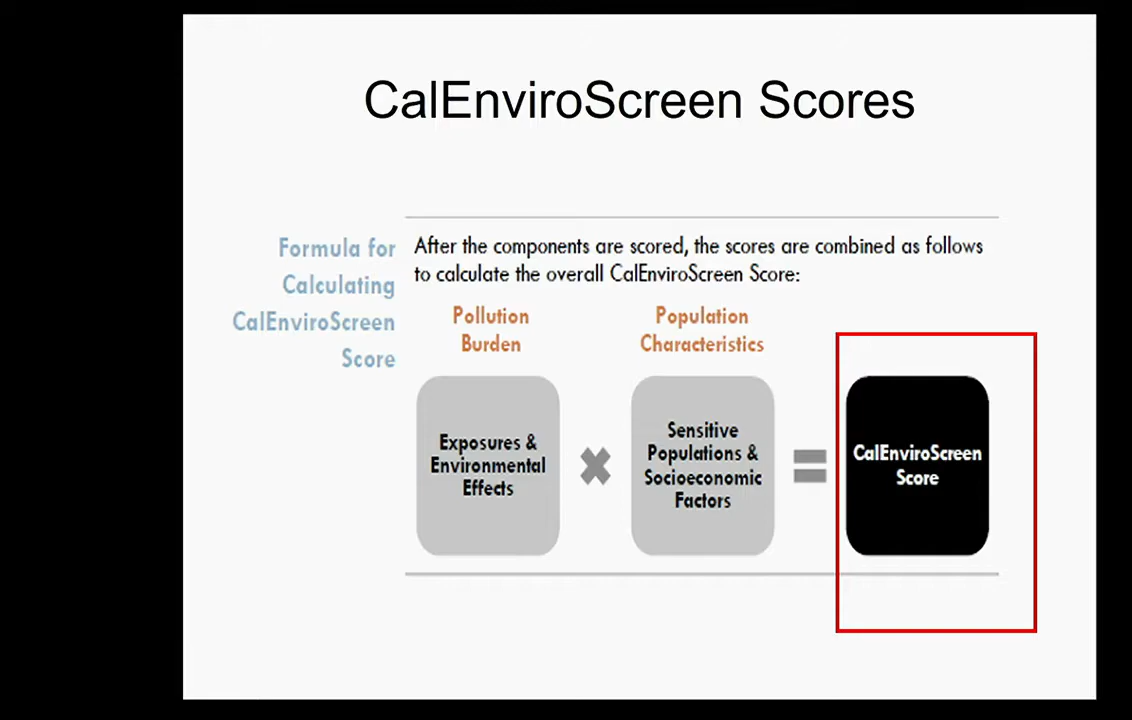 CalEnviroScreen Scores
Formula for
Calculating
CalEnviroScreen
Score
After the components are scored, the scores are combined as follows
to calculate the overall CalEnviroScreen Score:
Pollution
Burden
Population
Characteristics
Exposures &
Environmental
Effects
Sensitive
Populations &
Socioeconomic
Factors
CalEnviroScreen
Score